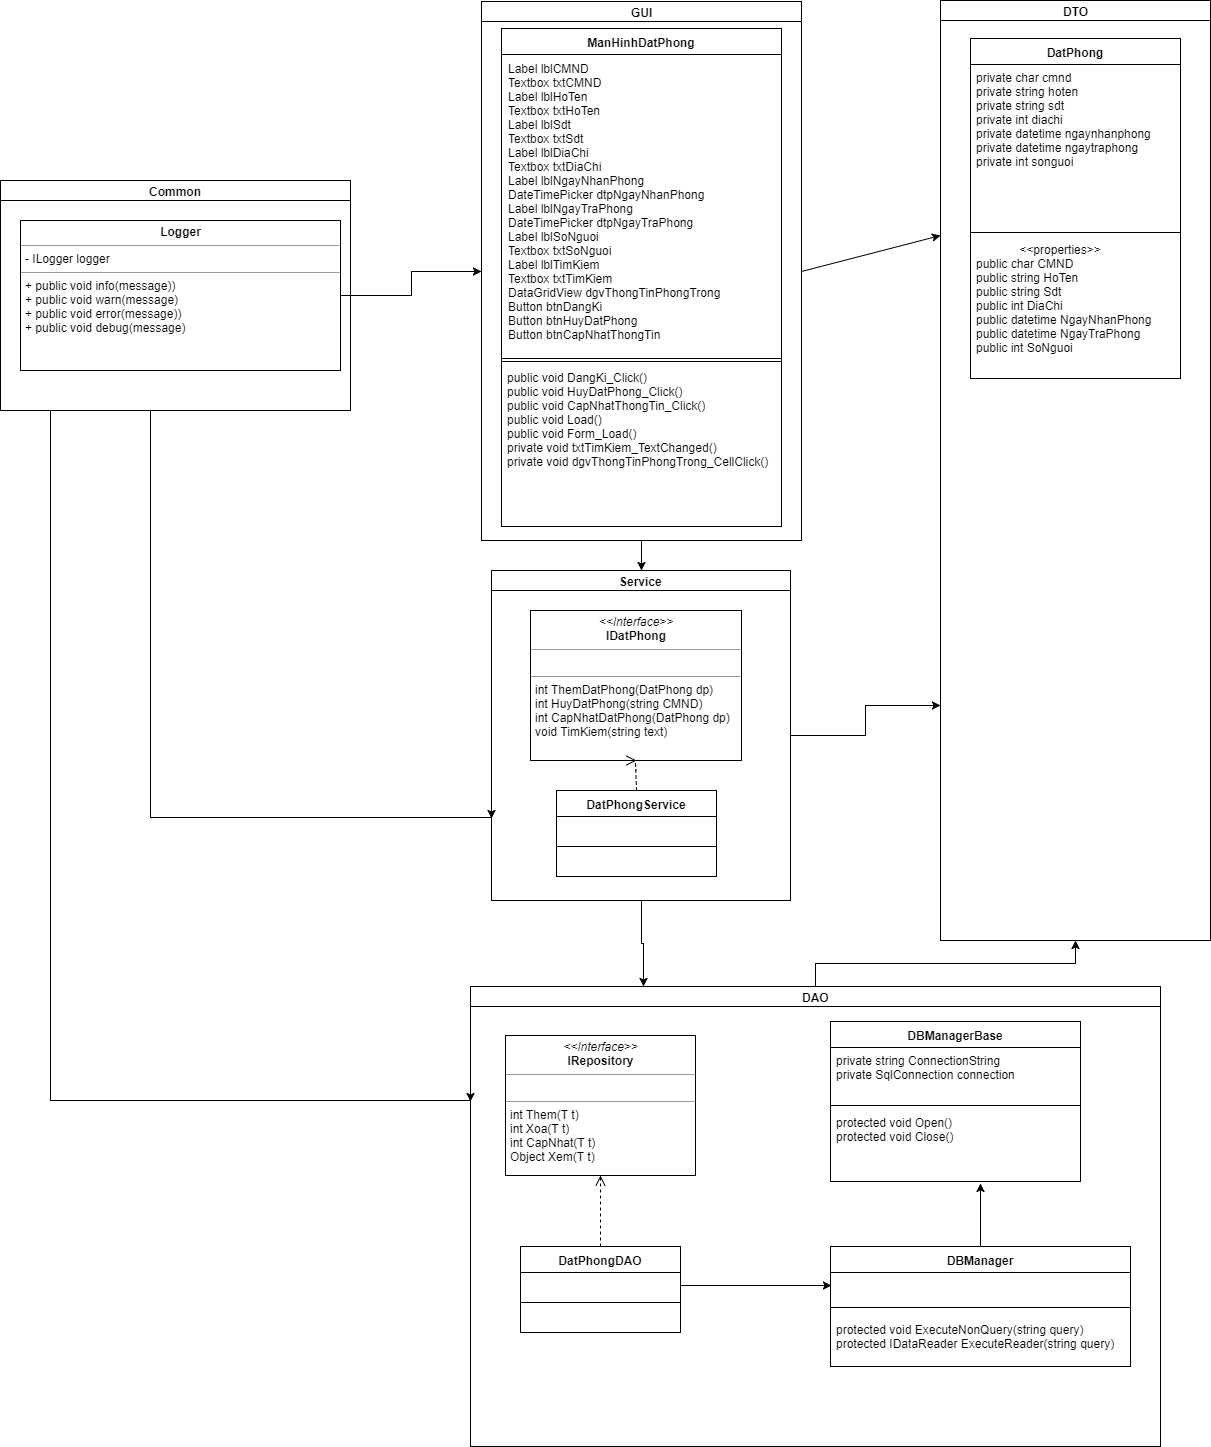 GUI
ManHinhDatPhong
Label lblCMND
Textbox txtCMND
Label lblHoTen
Textbox txtHoTen
Label lblSdt
Textbox txtSdt
Label lblDiaChi
Textbox txtDiaChi
Label lblNgayNhanPhong
DateTimePicker dtpNgayNhanPhong
Label lblNgayTraPhong
DateTimePicker dtpNgayTraPhong
Label lblSoNguoi
Textbox txtSoNguoi
Label lblTimKiem
Textbox txtTimKiem
DataGridView dgvThongTinPhongTrong
Button btnDangKi
Button btnHuyDatPhong
Button btnCapNhatThongTin
public void DangKi_Click()
public void HuyDatPhong_Click()
public void CapNhatThongTin_Click()
public void Load()
public void Form_Load()
private void txtTimKiem_TextChanged()
private void dgvThongTinPhongTrong_CellClick()
DTO
DatPhong
private char cmnd
private string hoten
private string sdt
private int diachi
private datetime ngaynhanphong
private datetime ngaytraphong
private int songuoi
<<properties>>
public char CMND
public string HoTen
public string Sdt
public int DiaChi
public datetime NgayNhanPhong
public datetime NgayTraPhong
public int SoNguoi
Common
Logger
- ILogger logger
+ public void info(message))
+ public void warn(message)
+ public void error(message))
+ public void debug(message)
Service
<<Interface>>
IDatPhong
int ThemDatPhong(DatPhong dp)
int HuyDatPhong(string CMND)
int CapNhatDatPhong(DatPhong dp)
void TimKiem(string text)
DatPhongService
DAO
<<Interface>>
IRepository
int Them(T t)
int Xoa(T t)
int CapNhat(T t)
Object Xem(T t)
DBManagerBase
private string ConnectionString
private SqlConnection connection
protected void Open()
protected void Close()
DatPhongDAO
DBManager
protected void ExecuteNonQuery(string query)
protected IDataReader ExecuteReader(string query)